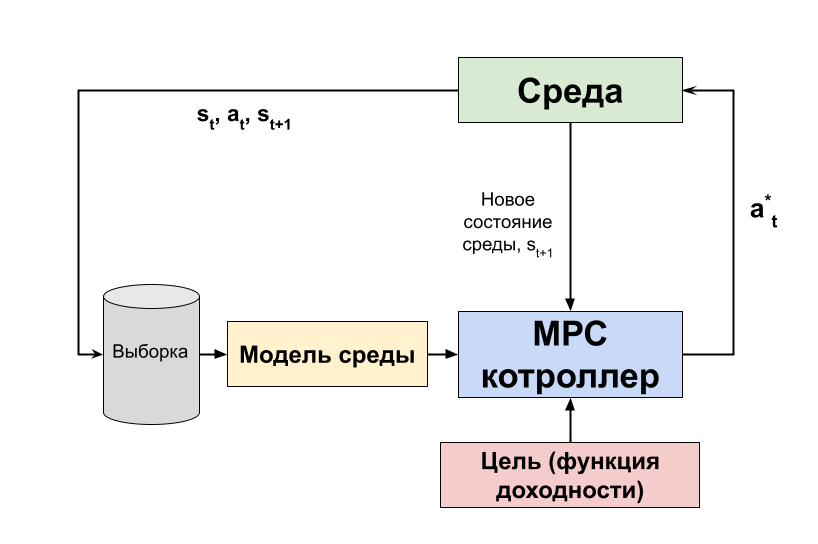 Среда
s_t, a_t, s_t+1
Новое
состояние
среды, s_t+1
a*_t
Выборка
Модель среды
MPC
котроллер
Цель (функция
доходности)